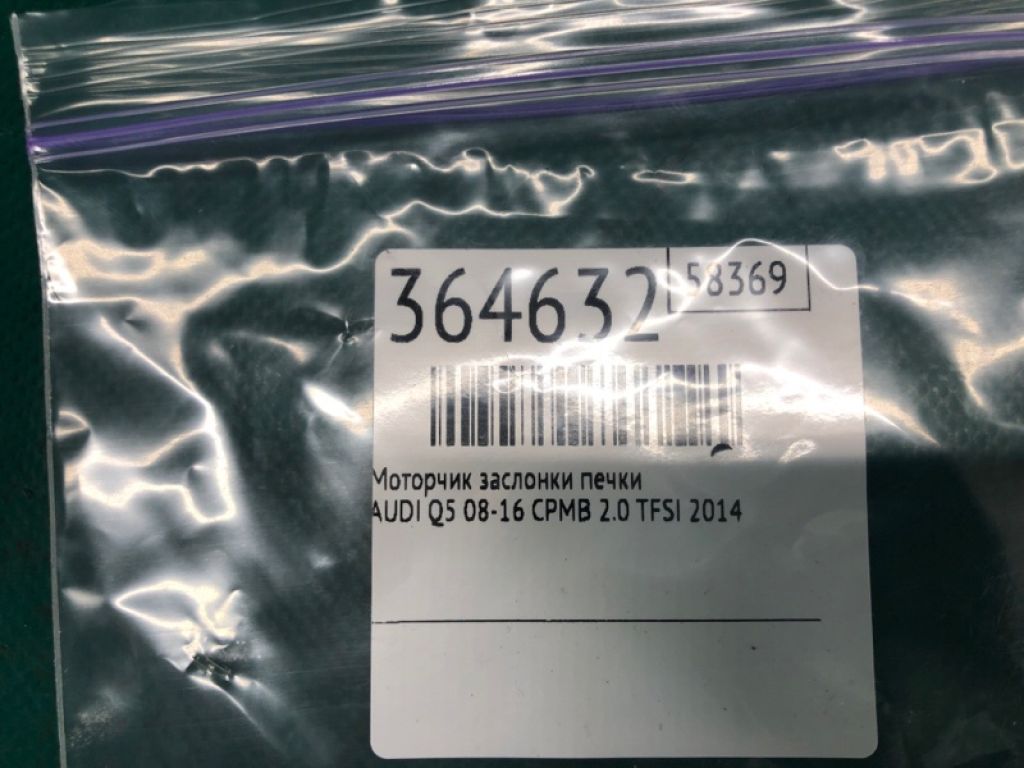 364632
58369
Моторчик заслонки печки
AUDI Q5 08-16 CPMB 2.0 TFSI 2014